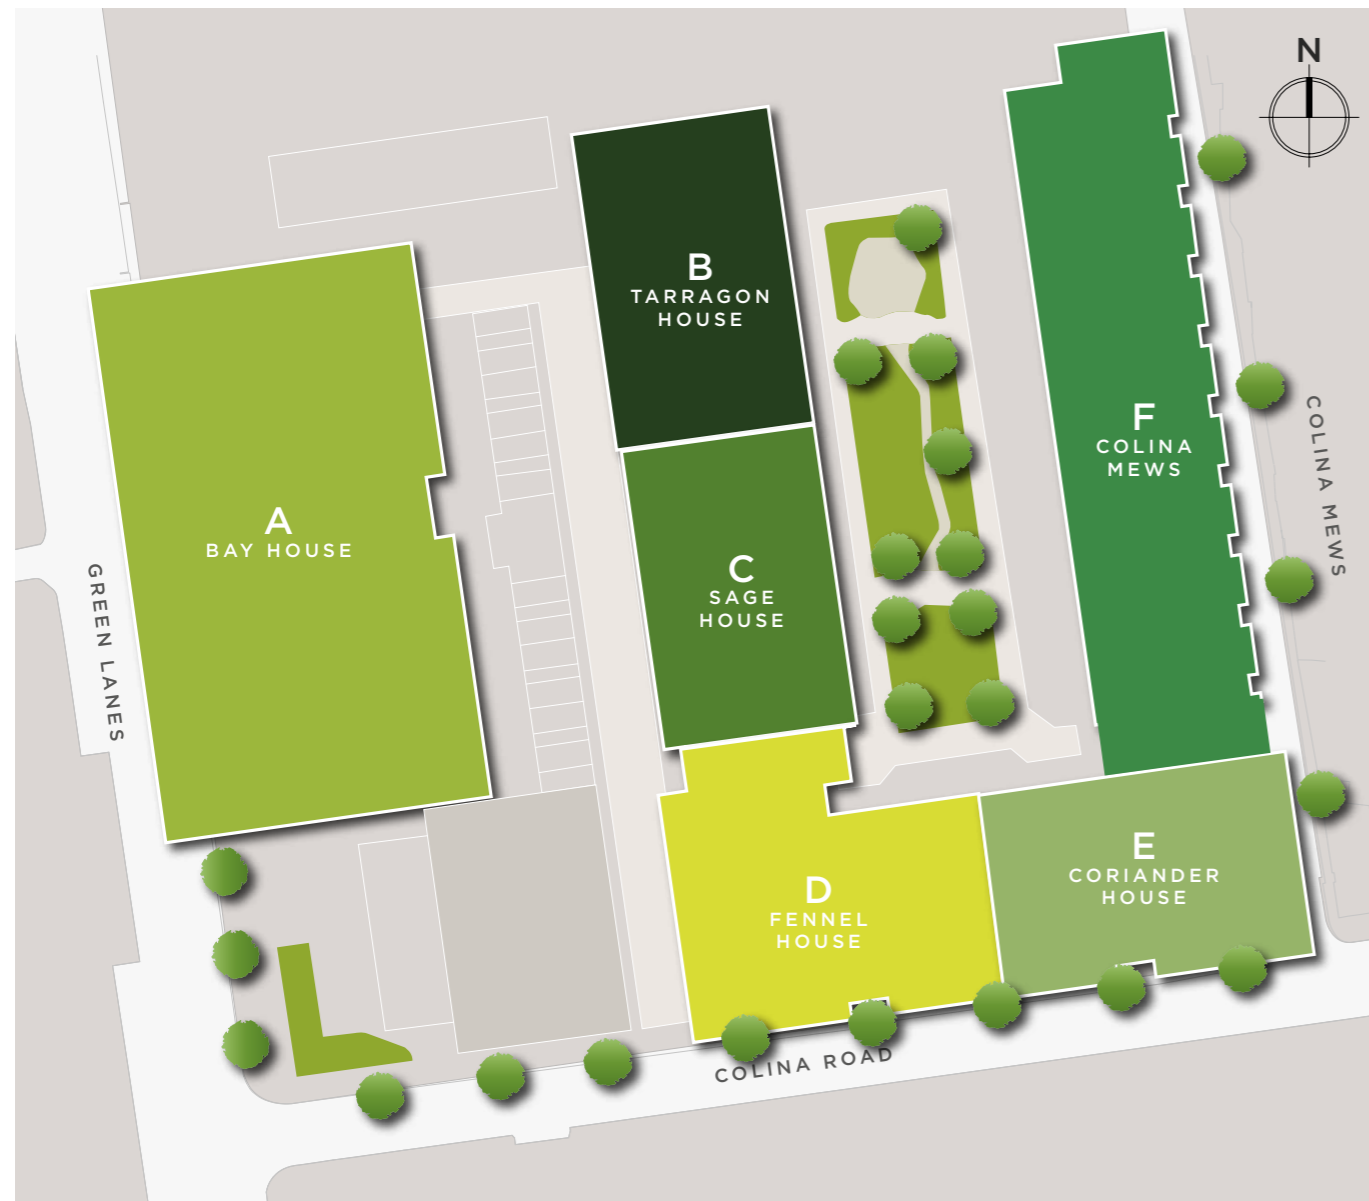 N
B
TARRAGON
HOUSE
F
COLINA
MEWS
COLINA MEWS
A
BAY HOUSE
C
SAGE
HOUSE
GREEN LANES
D
FENNEL
HOUSE
E
CORIANDER
HOUSE
COLINA ROAD